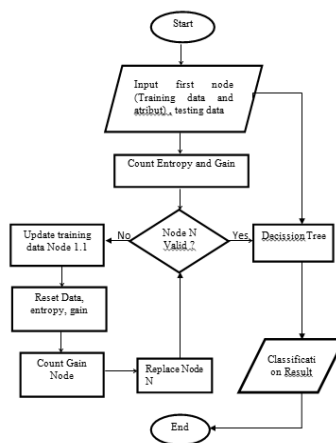 Start
Input first node
(Training data and
atribut) , testing data
Count Entropy and Gain
Node N
Valid ?
No
Yes
Update training
data Node 1.1
Decission Tree
Reset Data,
entropy, gain
Count Gain
Node
Replace Node
N
Classificati
on Result
End